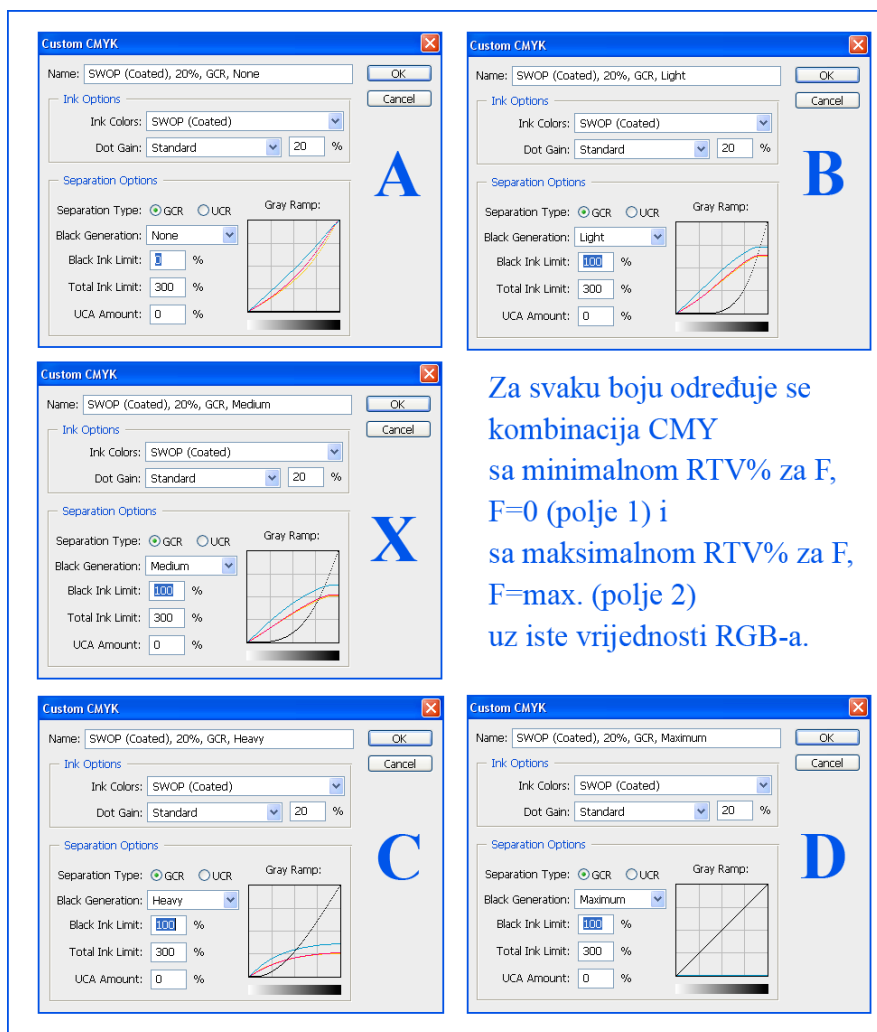 Custom CMYK
Name: SWOP (Coated), 20%, GCR, None
OK
Cancel
Ink Options
Ink Colors: SWOP (Coated)
Dot Gain: Standard 20 %
A
Separation Options
Separation Type: GCR UCR
Gray Ramp:
Black Generation: None
Black Ink Limit: 0 %
Total Ink Limit: 300 %
UCA Amount: 0 %
Custom CMYK
Name: SWOP (Coated), 20%, GCR, Light
OK
Cancel
Ink Options
Ink Colors: SWOP (Coated)
Dot Gain: Standard 20 %
B
Separation Options
Separation Type: GCR UCR
Gray Ramp:
Black Generation: Light
Black Ink Limit: 100 %
Total Ink Limit: 300 %
UCA Amount: 0 %
Custom CMYK
Name: SWOP (Coated), 20%, GCR, Medium
OK
Cancel
Ink Options
Ink Colors: SWOP (Coated)
Dot Gain: Standard 20 %
X
Separation Options
Separation Type: GCR UCR
Gray Ramp:
Black Generation: Medium
Black Ink Limit: 100 %
Total Ink Limit: 300 %
UCA Amount: 0 %
Za svaku boju određuje se
kombinacija CMY
sa minimalnom RTV% za F,
F=0 (polje 1) i
sa maksimalnom RTV% za F,
F=max. (polje 2)
uz iste vrijednosti RGB-a.
Custom CMYK
Name: SWOP (Coated), 20%, GCR, Heavy
OK
Cancel
Ink Options
Ink Colors: SWOP (Coated)
Dot Gain: Standard 20 %
C
Separation Options
Separation Type: GCR UCR
Gray Ramp:
Black Generation: Heavy
Black Ink Limit: 100 %
Total Ink Limit: 300 %
UCA Amount: 0 %
Custom CMYK
Name: SWOP (Coated), 20%, GCR, Maximum
OK
Cancel
Ink Options
Ink Colors: SWOP (Coated)
Dot Gain: Standard 20 %
D
Separation Options
Separation Type: GCR UCR
Gray Ramp:
Black Generation: Maximum
Black Ink Limit: 100 %
Total Ink Limit: 300 %
UCA Amount: 0 %